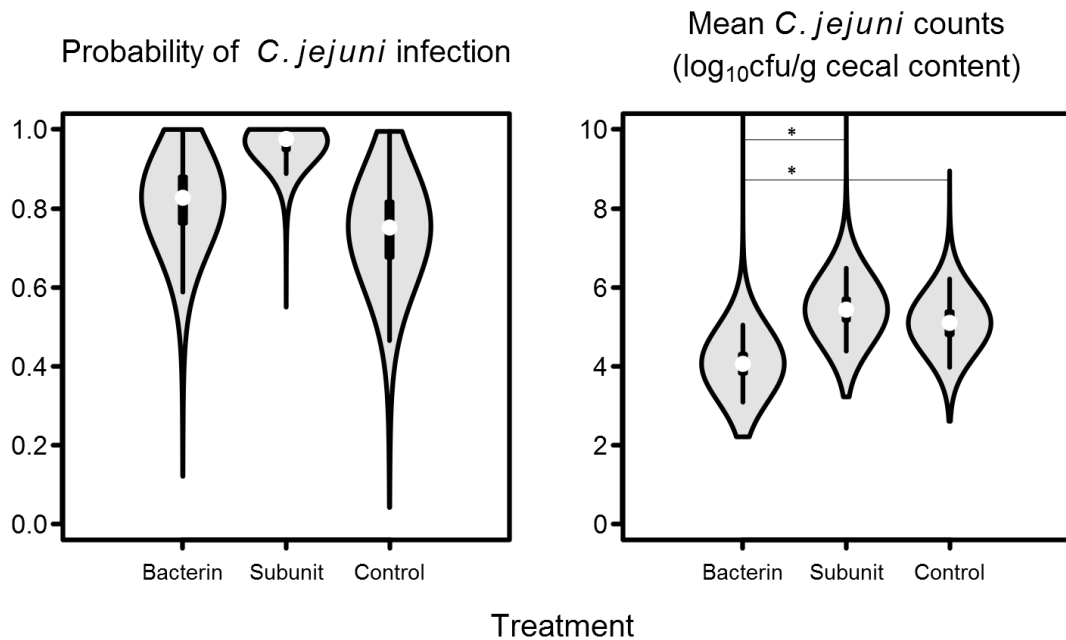 Probability of C. jejuni infection
1.0
0.8
0.6
0.4
0.2
0.0
Bacterin Subunit Control
Mean C. jejuni counts
(log₁₀cfu/g cecal content)
10
8
6
4
2
0
*
*
Bacterin Subunit Control
Treatment